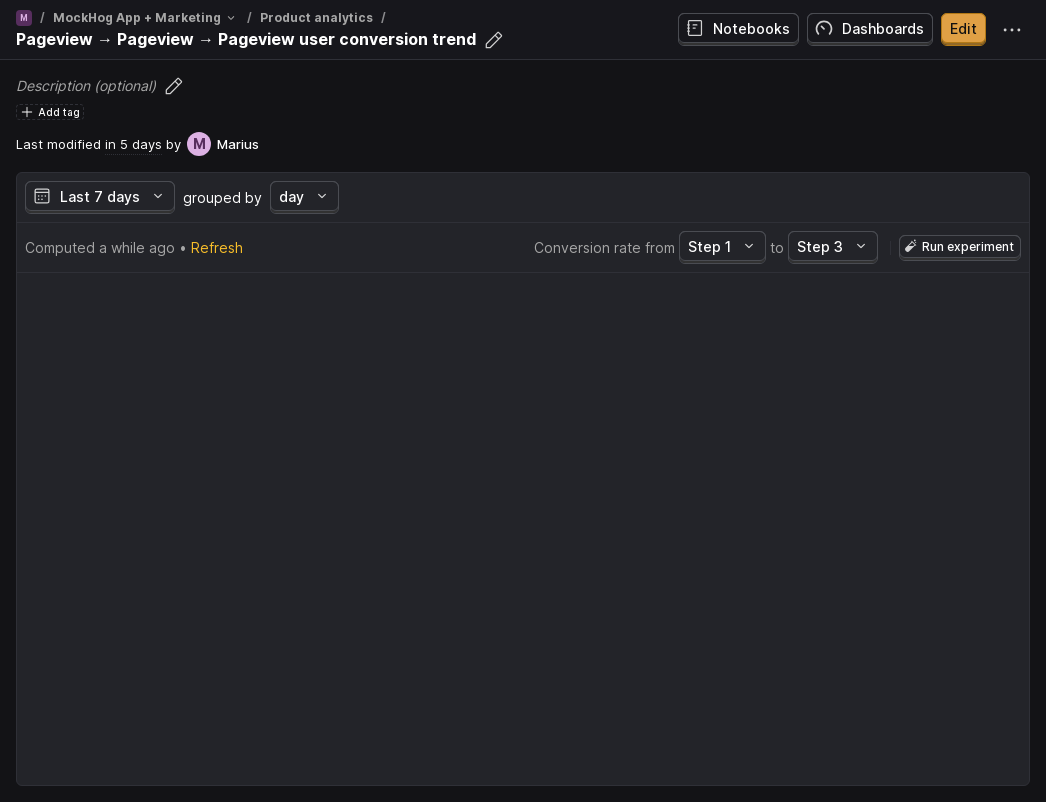 M / MockHog App + Marketing / Product analytics /
Pageview → Pageview → Pageview user conversion trend
Notebooks
Dashboards
Edit
Description (optional)
Add tag
Last modified in 5 days by M Marius
Last 7 days grouped by day
Computed a while ago • Refresh
Conversion rate from Step 1 to Step 3
Run experiment